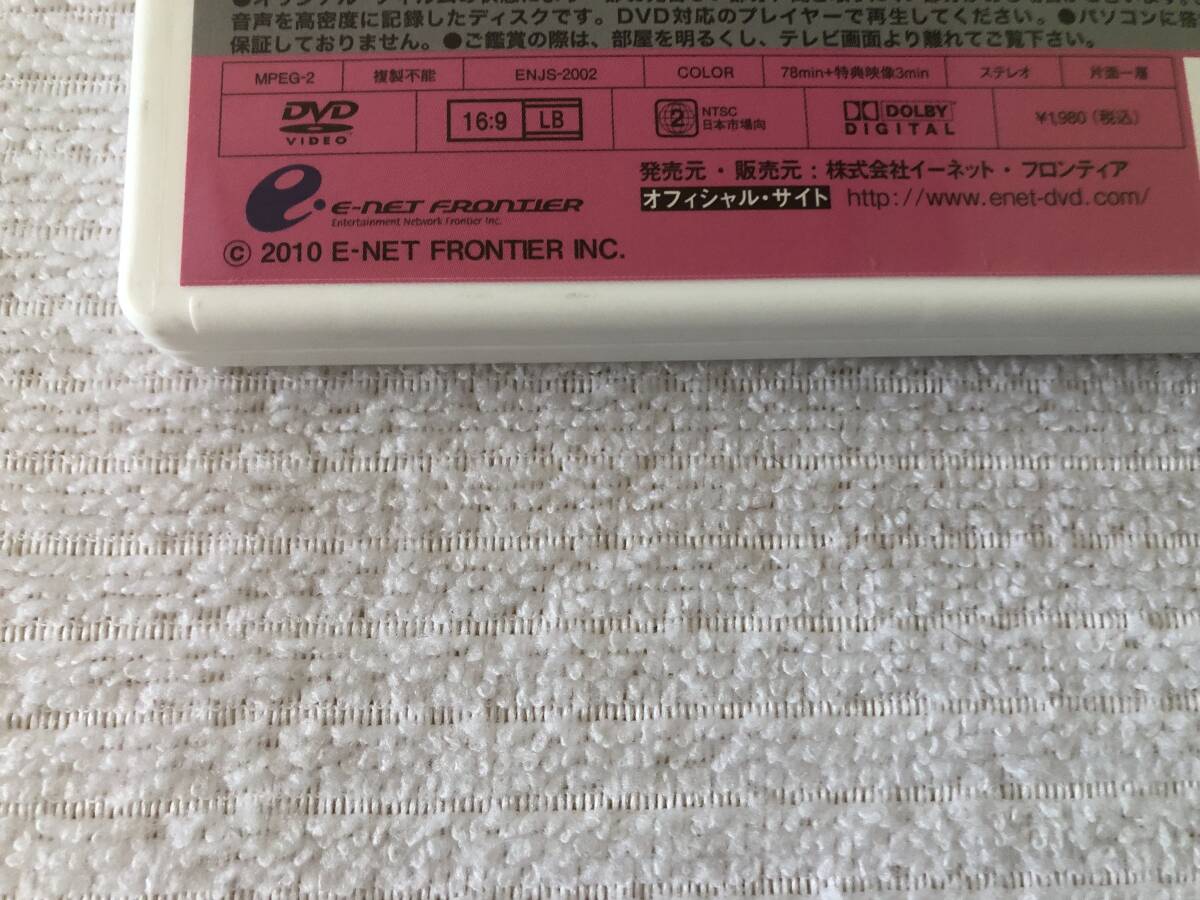 音声を高密度に記録したディスクです。DVD対応のプレイヤーで再生してください。●パソコンに
保証しておりません。●ご鑑賞の際は、部屋を明るくし、テレビ画面より離れてご覧下さい。
MPEG-2 複製不能 ENJS-2002 COLOR 78min+特典映像3min ステレオ 片面一層
DVD VIDEO 16:9 LB 2 NTSC 日本市場向 DOLBY DIGITAL ¥1,980（税込）
発売元・販売元：株式会社イーネット・フロンティア
オフィシャル・サイト http://www.enet-dvd.com/
e-NET FRONTIER
Entertainment Network Frontier Inc.
© 2010 E-NET FRONTIER INC.